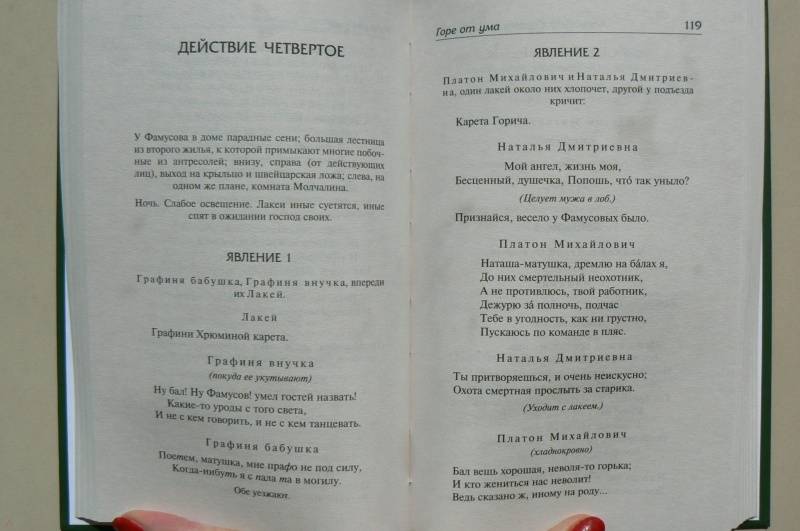 ДЕЙСТВИЕ ЧЕТВЕРТОЕ
У Фамусова в доме парадные сени; большая лестница
из второго жилья, к которой примыкают многие побоч-
ные из антресолей; внизу, справа (от действующих
лиц), выход на крыльцо и швейцарская ложа; слева, на
одном же плане, комната Молчалина.
Ночь. Слабое освещение. Лакеи иные суетятся, иные
спят в ожидании господ своих.
ЯВЛЕНИЕ 1
Графиня бабушка, Графиня внучка, впереди
их Лакей.
Лакей
Графини Хрюминой карета.
Графиня внучка
(покуда ее укутывают)
Ну бал! Ну Фамусов! умел гостей назвать!
Какие-то уроды с того света,
И не с кем говорить, и не с кем танцевать.
Графиня бабушка
Поетем, матушка, мне прафо не под силу,
Когда-нибуть я с пала та в могилу.
Обе уезжают.
Горе от ума
119
ЯВЛЕНИЕ 2
Платон Михайлович и Наталья Дмитриев-
на, один лакей около них хлопочет, другой у подъезда
кричит:
Карета Горича.
Наталья Дмитриевна
Мой ангел, жизнь моя,
Бесценный, душечка, Попошь, что́ так уныло?
(Целует мужа в лоб.)
Признайся, весело у Фамусовых было.
Платон Михайлович
Наташа-матушка, дремлю на ба́лах я,
До них смертельный неохотник,
А не противлюсь, твой работник,
Дежурю за́ полночь, подчас
Тебе в угодность, как ни грустно,
Пускаюсь по команде в пляс.
Наталья Дмитриевна
Ты притворяешься, и очень неискусно;
Охота смертная прослыть за старика.
(Уходит с лакеем.)
Платон Михайлович
(хладнокровно)
Бал вещь хорошая, неволя-то горька;
И кто жениться нас неволит!
Ведь сказано ж, иному на роду...